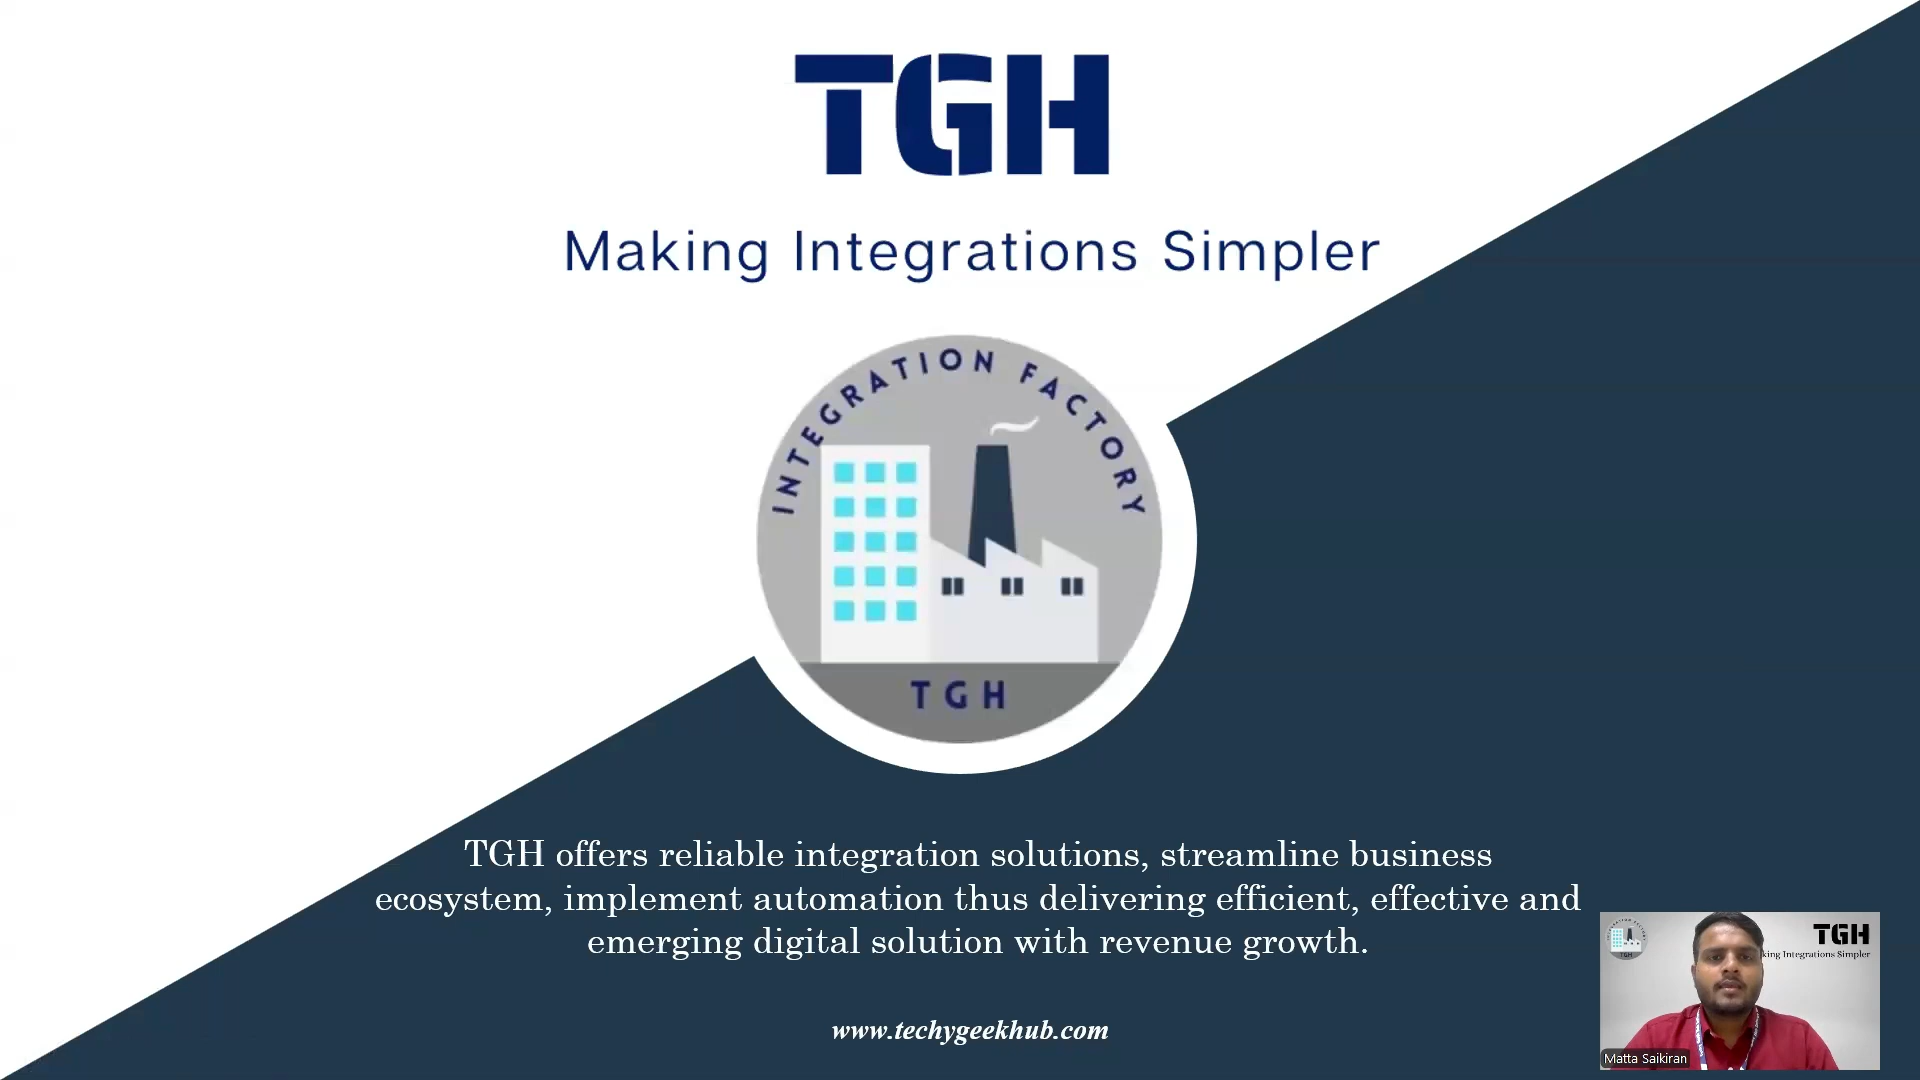 TGH
Making Integrations Simpler
INTEGRATION FACTORY
TGH
TGH offers reliable integration solutions, streamline business
ecosystem, implement automation thus delivering efficient, effective and
emerging digital solution with revenue growth.
www.techygeekhub.com
TGH
king Integrations Simpler
TGH
Matta Saikiran